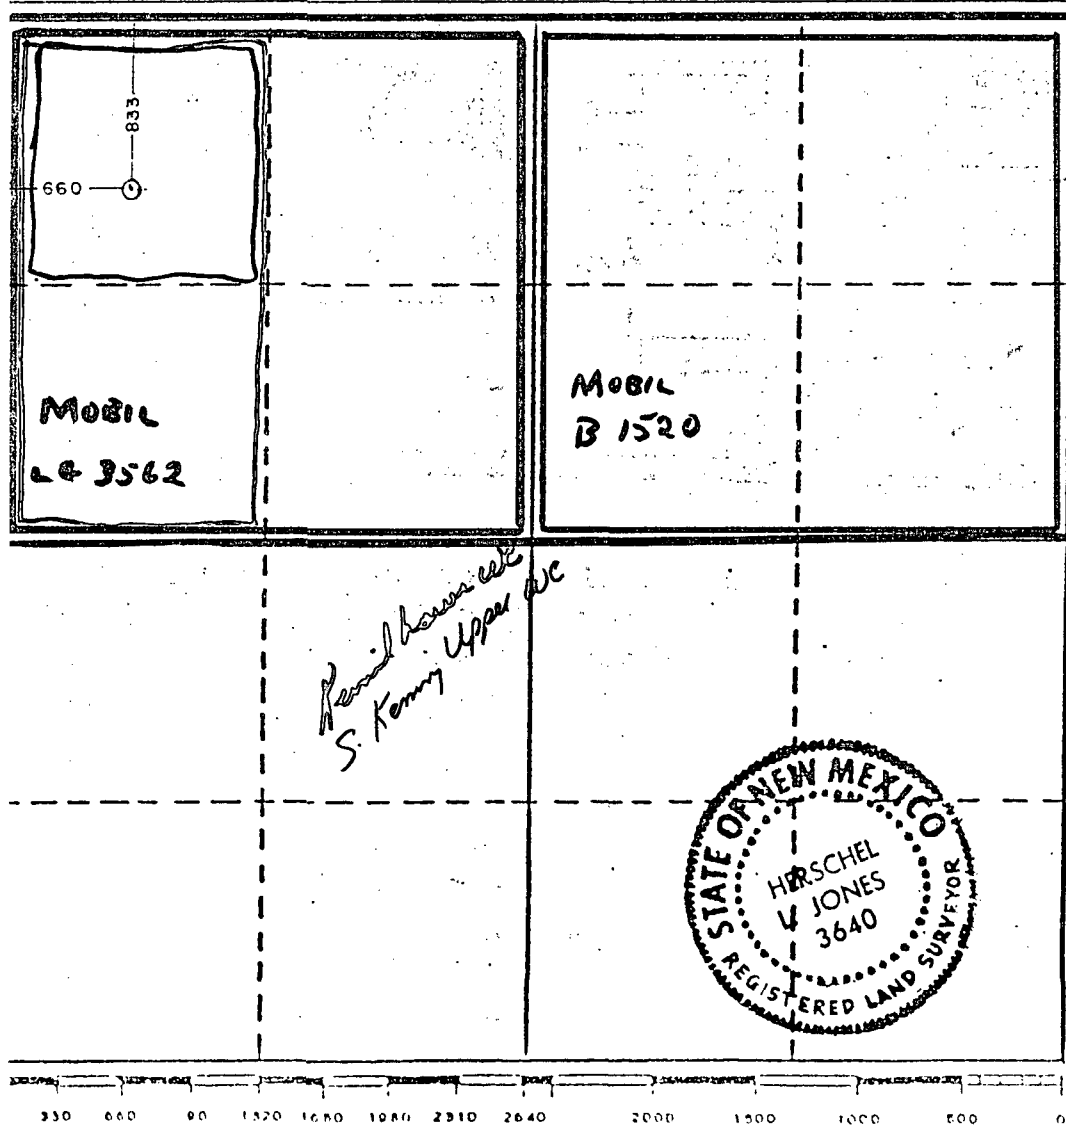 833
660
MOBIL
LG 3562
MOBIL
B 1520
S. Kemnitz Upper WC
STATE OF NEW MEXICO
HERSCHEL
L. JONES
3640
REGISTERED LAND SURVEYOR
330 660 90 1320 1650 1980 2310 2640 2000 1500 1000 500 0